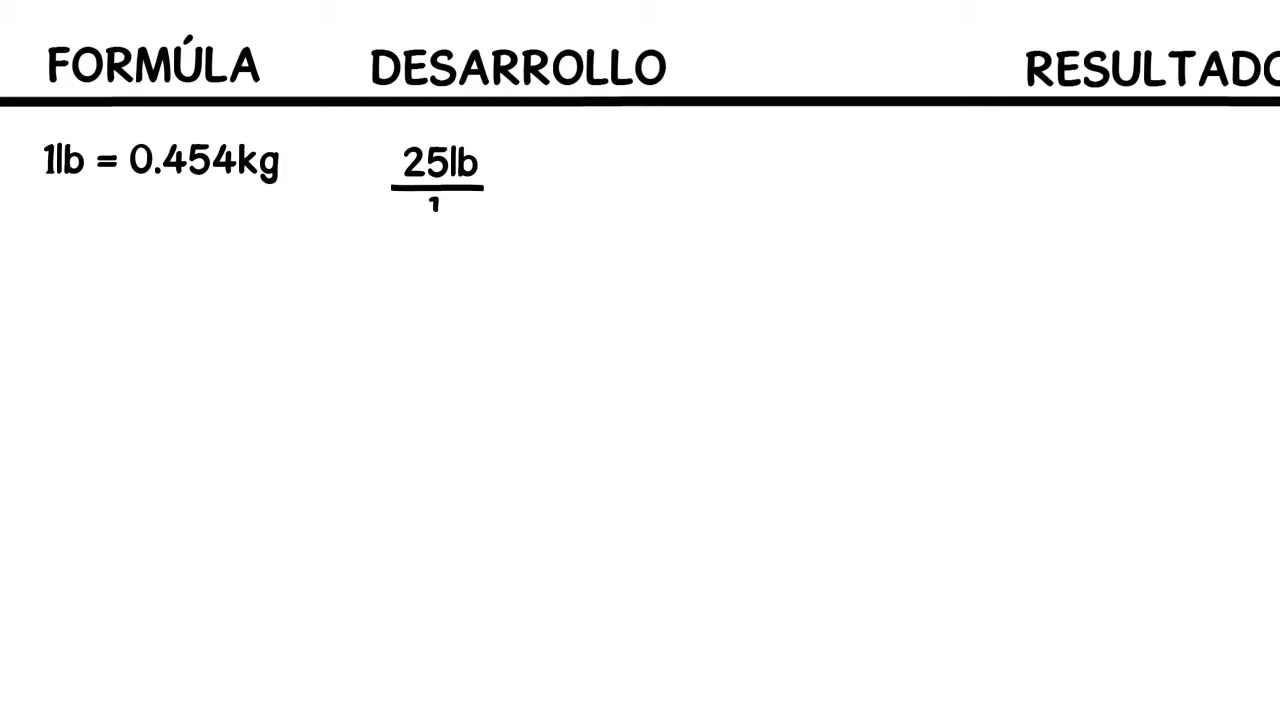 FORMÚLA DESARROLLO RESULTADO
1lb = 0.454kg 25lb
1